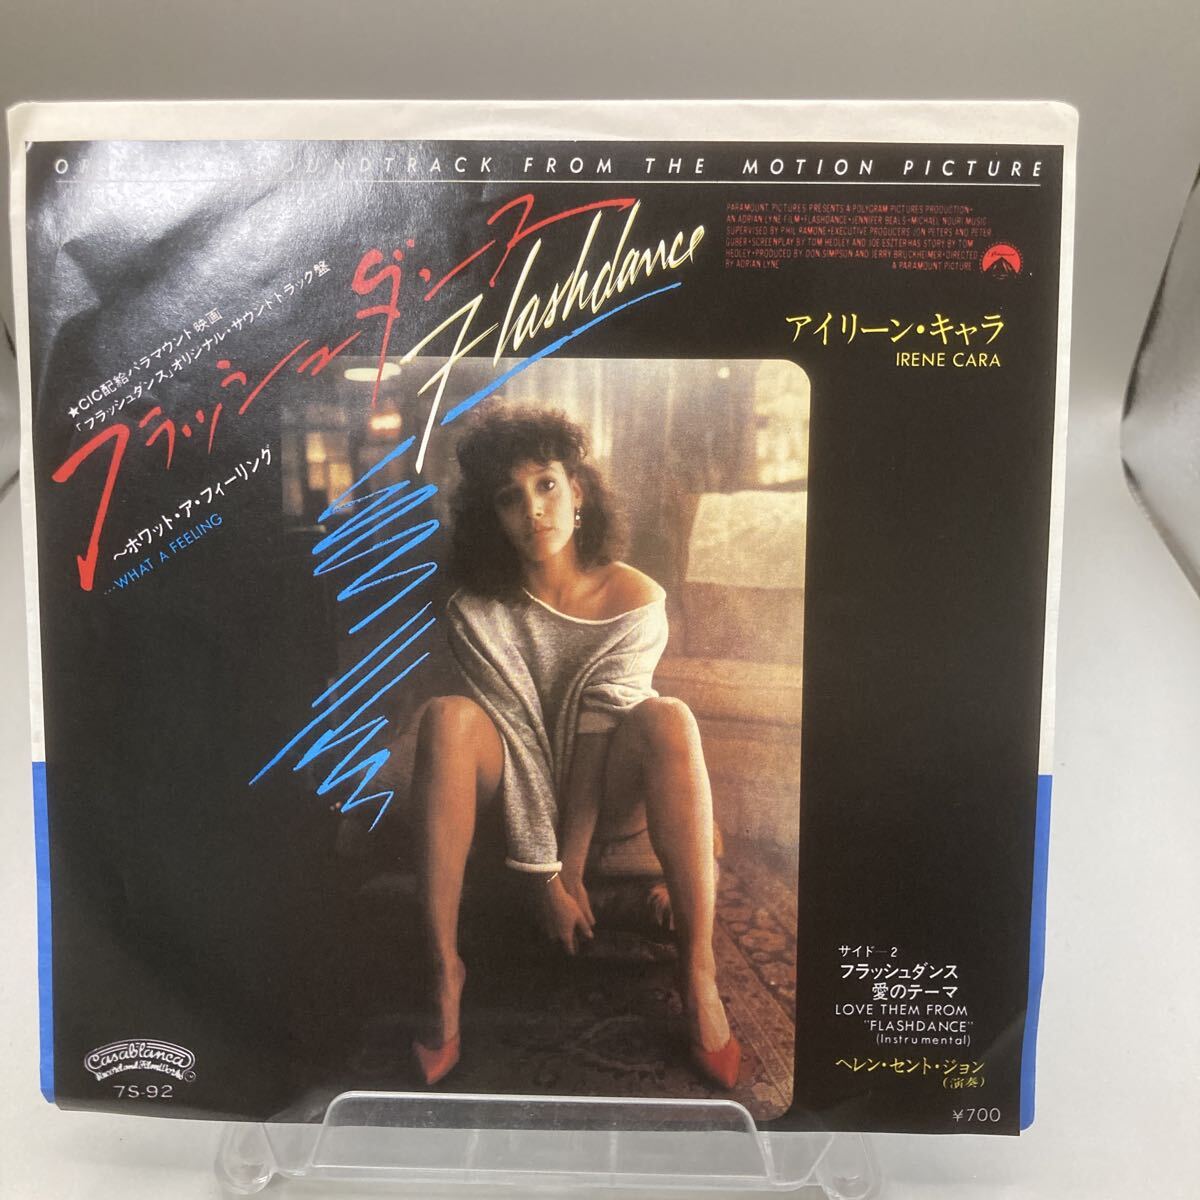 SOUNDTRACK FROM THE MOTION PICTURE
PARAMOUNT PICTURES PRESENTS A POLYGRAM PICTURES PRODUCTION•
AN ADRIAN LYNE FILM•FLASHDANCE•JENNIFER BEALS•MICHAEL NOURI MUSIC
SUPERVISED BY PHIL RAMONE•EXECUTIVE PRODUCERS JON PETERS AND PETER
GUBER•SCREENPLAY BY TOM HEDLEY AND JOE ESZTERHAS STORY BY TOM
HEDLEY•PRODUCED BY DON SIMPSON AND JERRY BRUCKHEIMER•DIRECTED
BY ADRIAN LYNE
A PARAMOUNT PICTURE
Paramount
★CIC配給パラマウント映画
「フラッシュダンス」オリジナル・サウンドトラック盤
フラッシュダンス
Flashdance
〜ホワット・ア・フィーリング
...WHAT A FEELING
アイリーン・キャラ
IRENE CARA
サイド—2
フラッシュダンス
愛のテーマ
LOVE THEM FROM
"FLASHDANCE"
(Instrumental)
ヘレン・セント・ジョン
(演奏)
¥700
Casablanca
Record and FilmWorks
7S-92